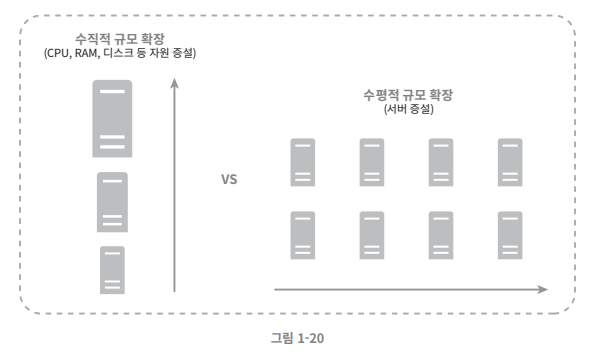 수직적 규모 확장
(CPU, RAM, 디스크 등 자원 증설)
VS
수평적 규모 확장
(서버 증설)
그림 1-20